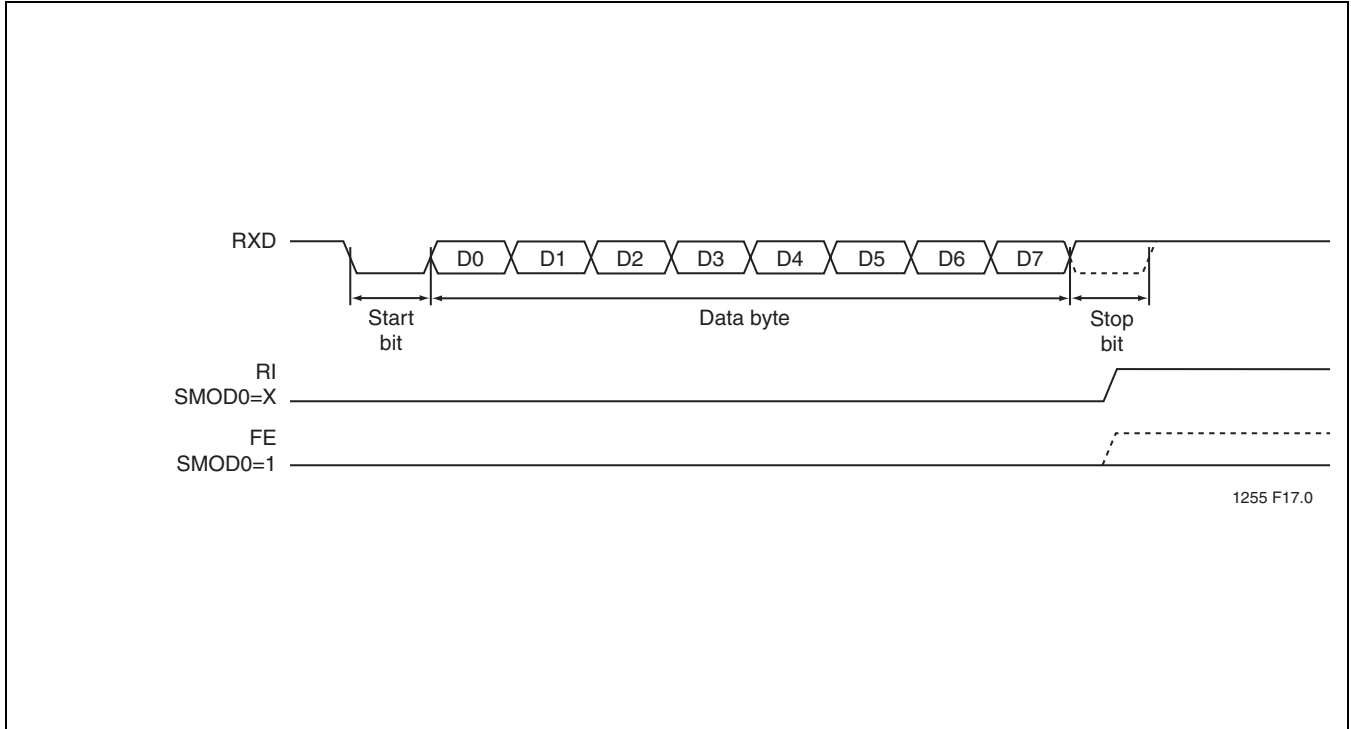 RXD
D0 D1 D2 D3 D4 D5 D6 D7
Start
bit
Data byte
Stop
bit
RI
SMOD0=X
FE
SMOD0=1
1255 F17.0